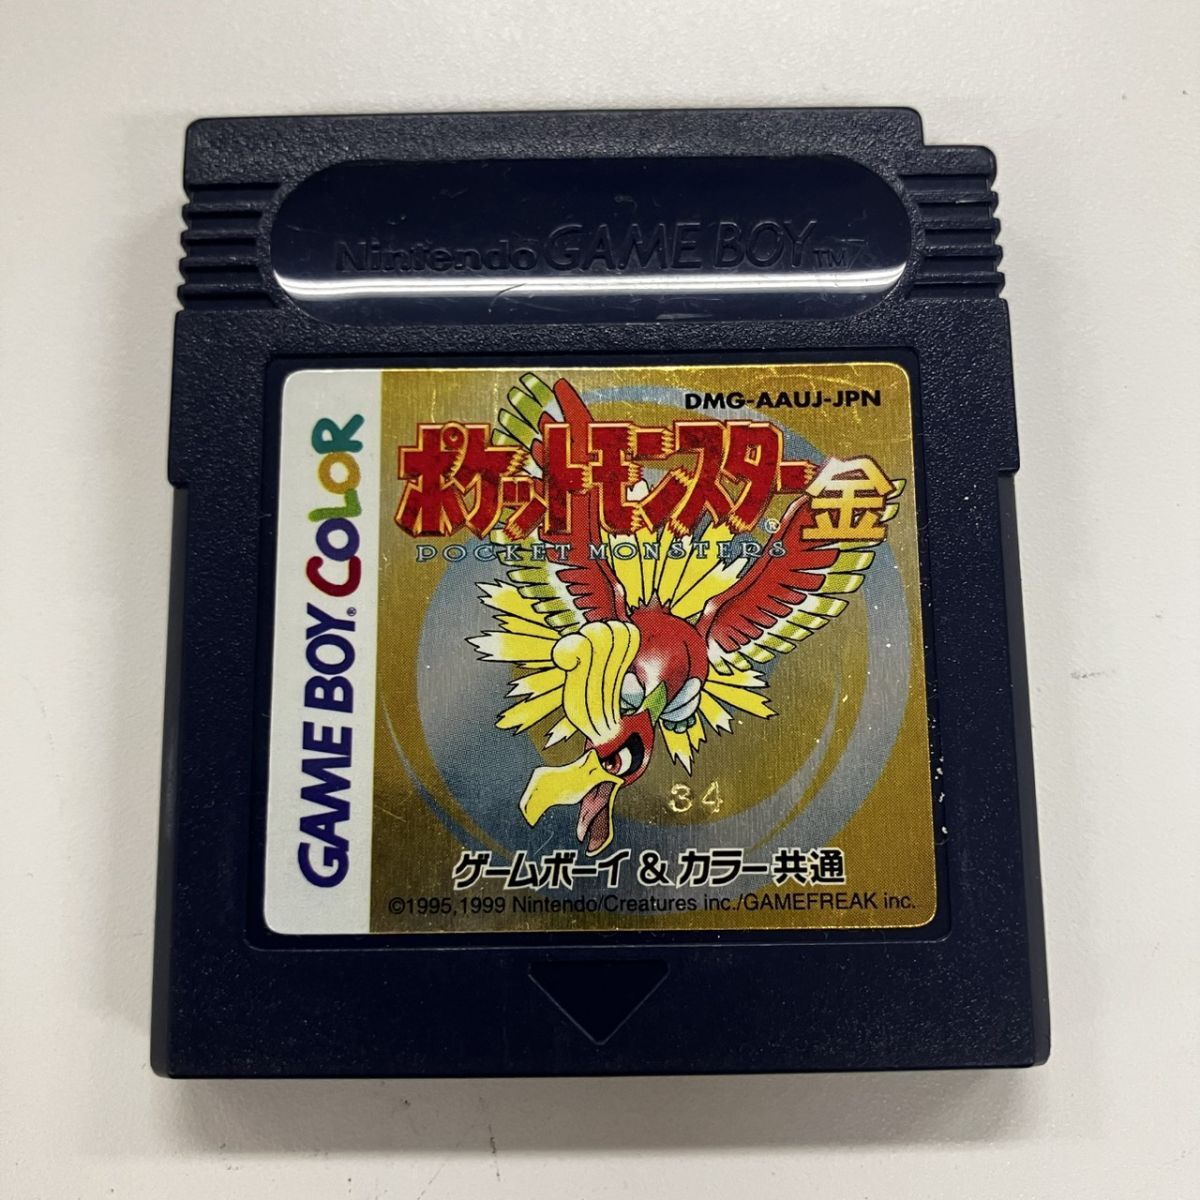 Nintendo GAME BOY TM
DMG-AAUJ-JPN
ポケットモンスター 金
®
POCKET MONSTERS
GAME BOY® COLOR
34
ゲームボーイ & カラー共通
©1995,1999 Nintendo/Creatures inc./GAMEFREAK inc.